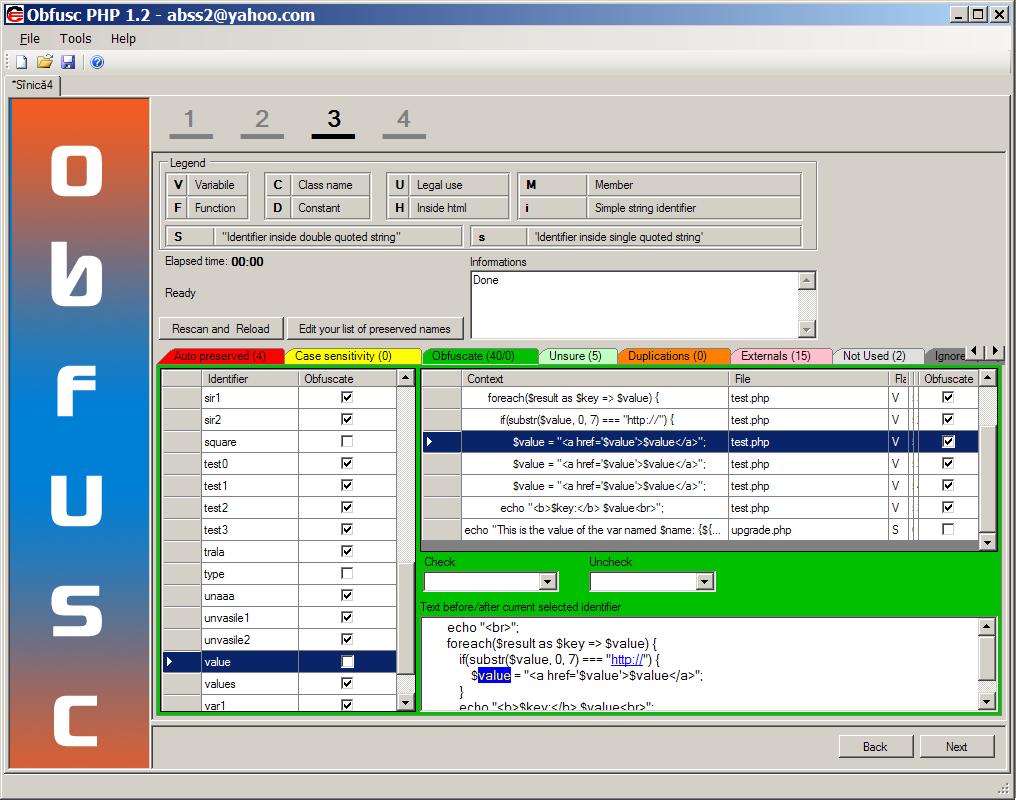 Obfusc PHP 1.2 - abss2@yahoo.com
File Tools Help
*Sînică4
Obfusc
1 2 3 4
Legend
V Variabile C Class name U Legal use M Member
F Function D Constant H Inside html i Simple string identifier
S "Identifier inside double quoted string" s 'Identifier inside single quoted string'
Elapsed time: 00:00
Informations
Done
Ready
Rescan and Reload Edit your list of preserved names
Auto preserved (4) Case sensitivity (0) Obfuscate (40/0) Unsure (5) Duplications (0) Externals (15) Not Used (2) Ignore
Identifier Obfuscate
sir1
sir2
square
test0
test1
test2
test3
trala
type
unaaa
unvasile1
unvasile2
value
values
var1
Context File Fla Obfuscate
foreach($result as $key => $value) { test.php V
if(substr($value, 0, 7) === "http://") { test.php V
$value = "<a href='$value'>$value</a>"; test.php V
$value = "<a href='$value'>$value</a>"; test.php V
$value = "<a href='$value'>$value</a>"; test.php V
echo "<b>$key:</b> $value<br>"; test.php V
echo "This is the value of the var named $name: {${... upgrade.php S
Check Uncheck
Text before/after current selected identifier
echo "<br>";
foreach($result as $key => $value) {
if(substr($value, 0, 7) === "http://") {
$value = "<a href='$value'>$value</a>";
}
echo "<b>$key:</b> $value<br>";
Back Next